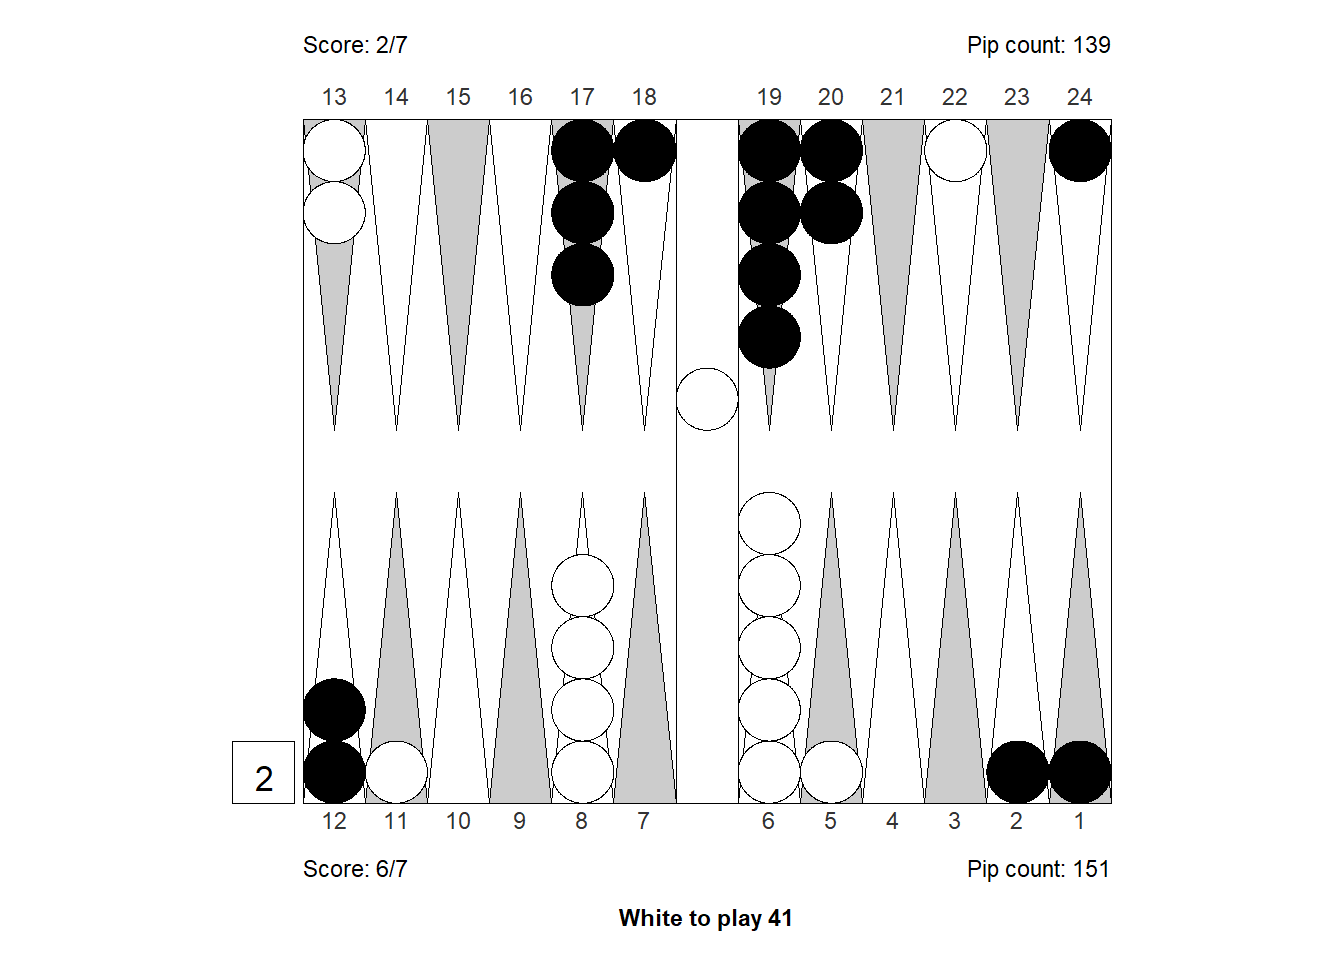 Score: 2/7 Pip count: 139
13 14 15 16 17 18 19 20 21 22 23 24
2
12 11 10 9 8 7 6 5 4 3 2 1
Score: 6/7 Pip count: 151
White to play 41